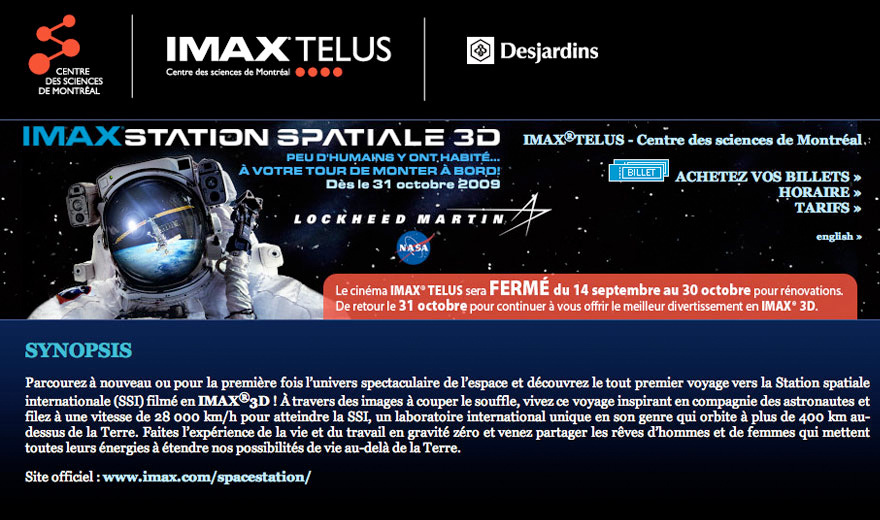 CENTRE
DES SCIENCES
DE MONTRÉAL
IMAX® TELUS
Centre des sciences de Montréal
Desjardins
IMAX® STATION SPATIALE 3D
PEU D'HUMAINS Y ONT HABITÉ...
À VOTRE TOUR DE MONTER À BORD!
Dès le 31 octobre 2009
LOCKHEED MARTIN
NASA
IMAX®TELUS - Centre des sciences de Montréal
BILLET
ACHETEZ VOS BILLETS »
HORAIRE »
TARIFS »
english »
Le cinéma IMAX® TELUS sera FERMÉ du 14 septembre au 30 octobre pour rénovations.
De retour le 31 octobre pour continuer à vous offrir le meilleur divertissement en IMAX® 3D.
SYNOPSIS
Parcourez à nouveau ou pour la première fois l'univers spectaculaire de l'espace et découvrez le tout premier voyage vers la Station spatiale
internationale (SSI) filmé en IMAX®3D ! À travers des images à couper le souffle, vivez ce voyage inspirant en compagnie des astronautes et
filez à une vitesse de 28 000 km/h pour atteindre la SSI, un laboratoire international unique en son genre qui orbite à plus de 400 km au-
dessus de la Terre. Faites l'expérience de la vie et du travail en gravité zéro et venez partager les rêves d'hommes et de femmes qui mettent
toutes leurs énergies à étendre nos possibilités de vie au-delà de la Terre.
Site officiel : www.imax.com/spacestation/